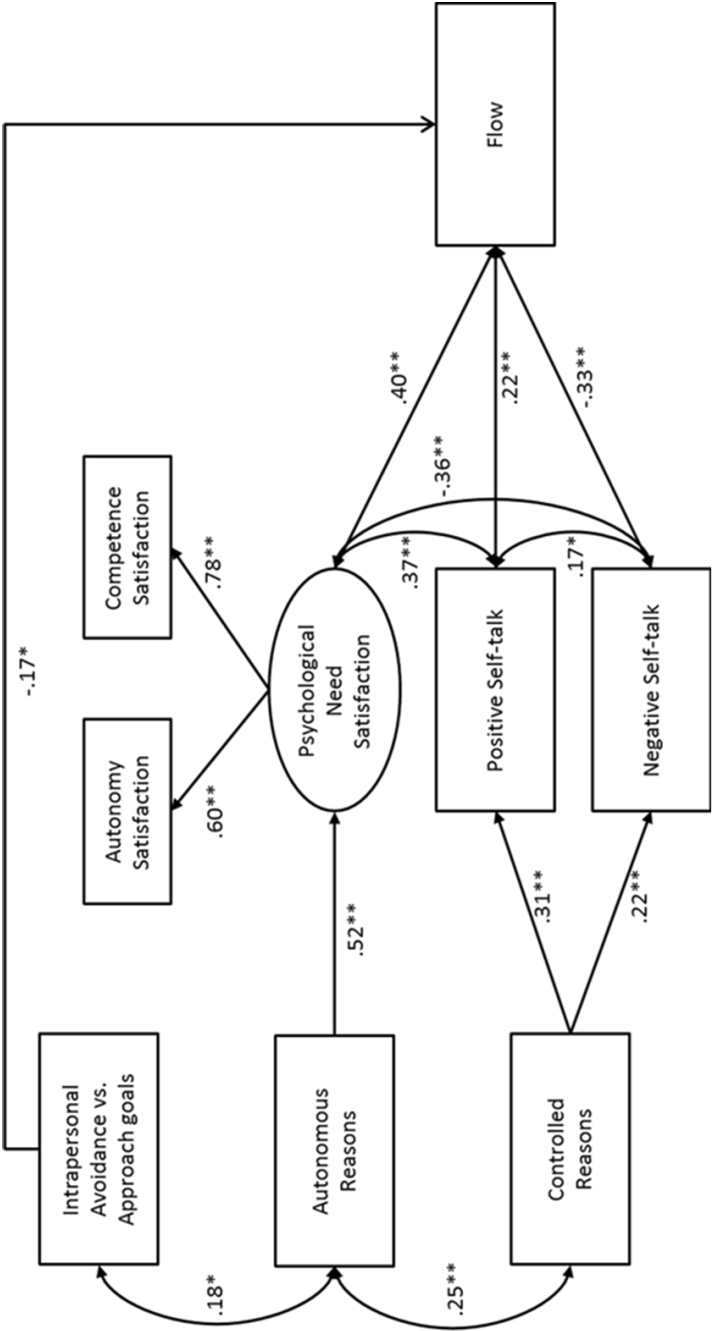 -.17*
Intrapersonal
Avoidance vs.
Approach goals
Autonomy
Satisfaction
Competence
Satisfaction
.18*
.60**
.78**
Autonomous
Reasons
.52**
Psychological
Need
Satisfaction
.40**
.37**
-.36**
.25**
Positive Self-talk
.22**
Flow
Controlled
Reasons
.31**
.22**
.17*
-.33**
Negative Self-talk